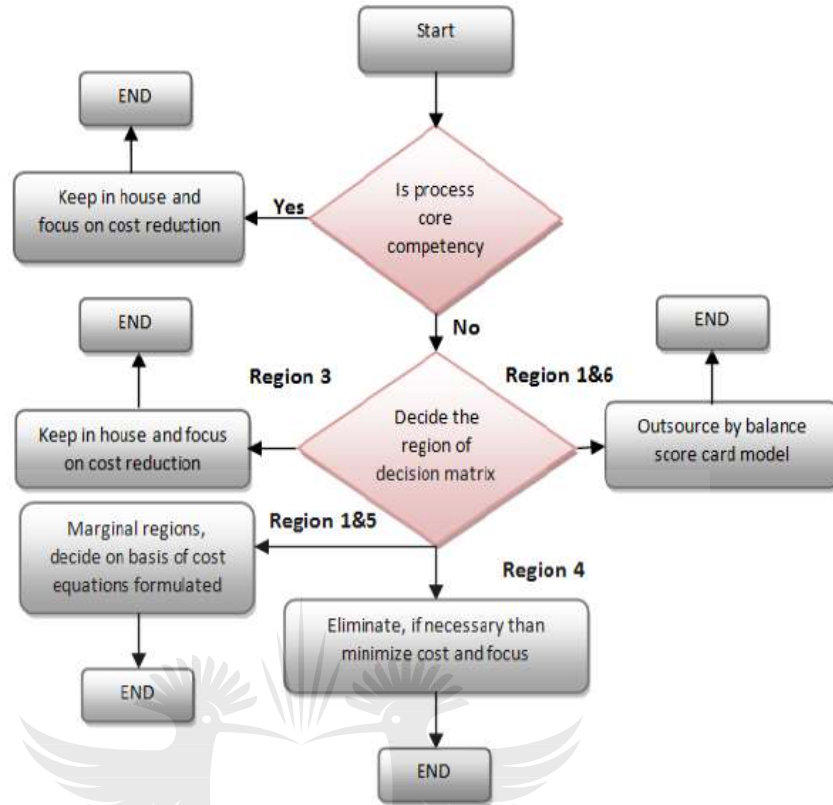 Start
END
Is process
core
competency
Yes
Keep in house and
focus on cost reduction
No
END
END
Region 3
Region 1&6
Decide the
region of
decision matrix
Keep in house and focus
on cost reduction
Outsource by balance
score card model
Region 1&5
Marginal regions,
decide on basis of cost
equations formulated
Region 4
Eliminate, if necessary than
minimize cost and focus
END
END